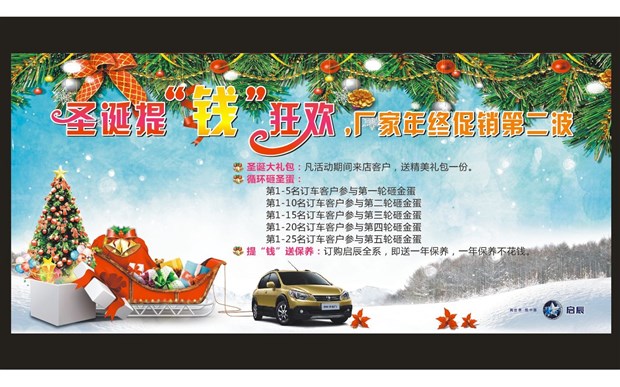 圣诞提“钱”狂欢,厂家年终促销第二波
圣诞大礼包：凡活动期间来店客户，送精美礼包一份。
循环砸圣蛋：
第1-5名订车客户参与第一轮砸金蛋
第1-10名订车客户参与第二轮砸金蛋
第1-15名订车客户参与第三轮砸金蛋
第1-20名订车客户参与第四轮砸金蛋
第1-25名订车客户参与第五轮砸金蛋
提“钱”送保养：订购启辰全系，即送一年保养，一年保养不花钱。
启辰